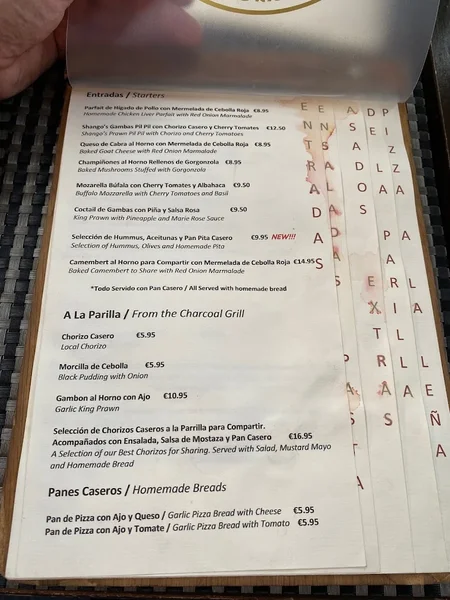 Entradas / Starters
Parfait de Higado de Pollo con Mermelada de Cebolla Roja €8.95
Homemade Chicken Liver Parfait with Red Onion Marmalade
Shango's Gambas Pil Pil con Chorizo Casero y Cherry Tomates €12.50
Shango's Prawn Pil Pil with Chorizo and Cherry Tomatoes
Queso de Cabra al Horno con Mermelada de Cebolla Roja €8.95
Baked Goat Cheese with Red Onion Marmalade
Champiñones al Horno Rellenos de Gorgonzola €8.95
Baked Mushrooms Stuffed with Gorgonzola
Mozarella Búfala con Cherry Tomates y Albahaca €9.50
Buffalo Mozzarella with Cherry Tomatoes and Basil
Coctail de Gambas con Piña y Salsa Rosa €9.50
King Prawn with Pineapple and Marie Rose Sauce
Selección de Hummus, Aceitunas y Pan Pita Casero €9.95 NEW!!!
Selection of Hummus, Olives and Homemade Pita
Camembert al Horno para Compartir con Mermelada de Cebolla Roja €14.95
Baked Camembert to Share with Red Onion Marmalade
*Todo Servido con Pan Casero / All Served with homemade bread
A La Parilla / From the Charcoal Grill
Chorizo Casero €5.95
Local Chorizo
Morcilla de Cebolla €5.95
Black Pudding with Onion
Gambon al Horno con Ajo €10.95
Garlic King Prawn
Selección de Chorizos Caseros a la Parrilla para Compartir.
Acompañados con Ensalada, Salsa de Mostaza y Pan Casero €16.95
A Selection of our Best Chorizos for Sharing. Served with Salad, Mustard Mayo
and Homemade Bread
Panes Caseros / Homemade Breads
Pan de Pizza con Ajo y Queso / Garlic Pizza Bread with Cheese €5.95
Pan de Pizza con Ajo y Tomate / Garlic Pizza Bread with Tomato €5.95
ENTRADAS
ENSALADAS
ASADOS
EXTRAS
PIZZA
PAELLA
PARILLA